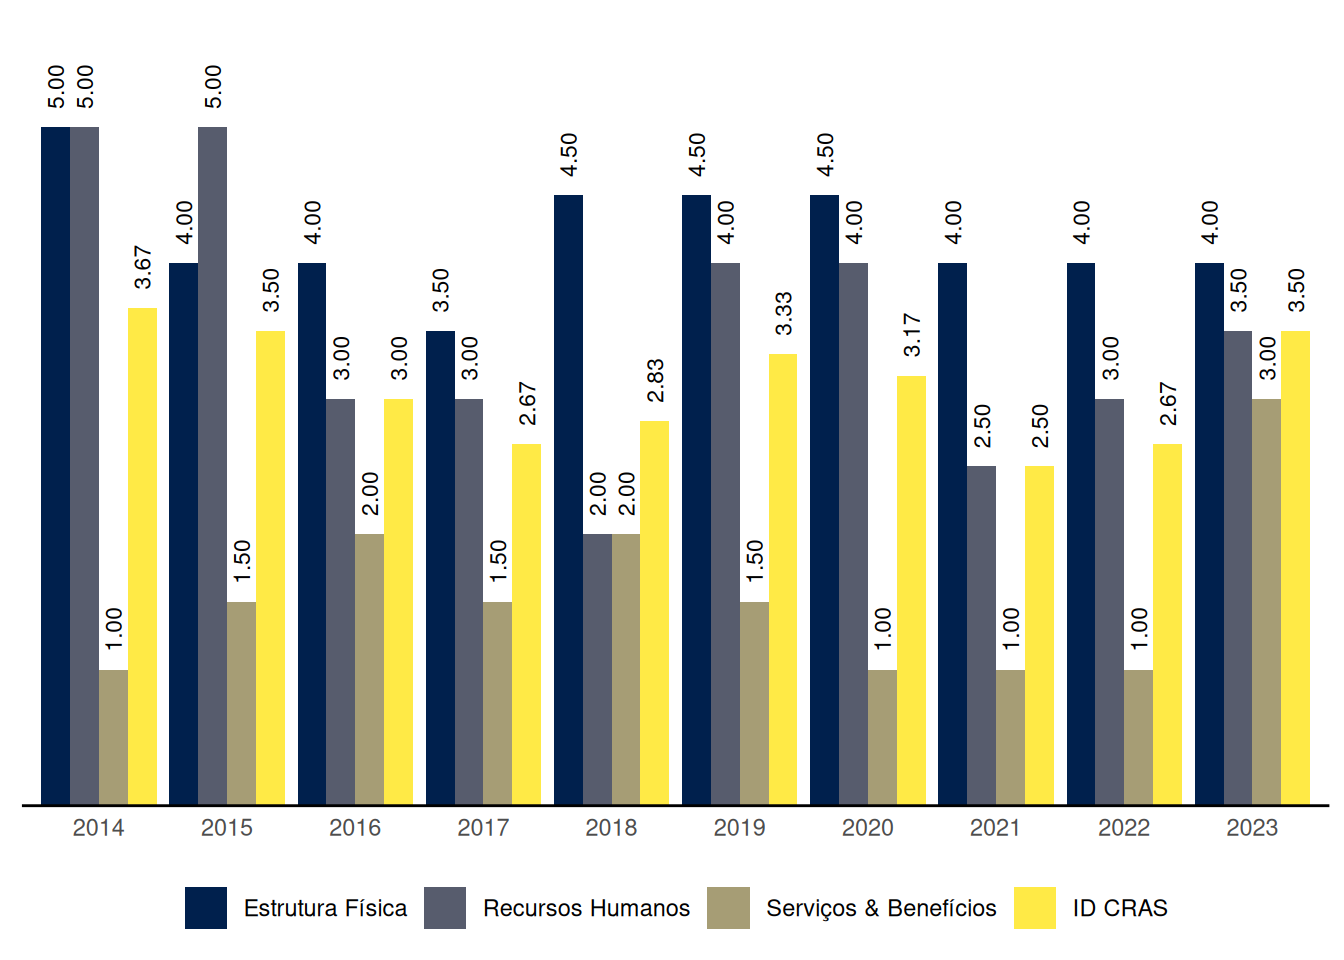 5.00 5.00 1.00 3.67
4.00 5.00 1.50 3.50
4.00 3.00 2.00 3.00
3.50 3.00 1.50 2.67
4.50 2.00 2.00 2.83
4.50 4.00 1.50 3.33
4.50 4.00 1.00 3.17
4.00 2.50 1.00 2.50
4.00 3.00 1.00 2.67
4.00 3.50 3.00 3.50
2014 2015 2016 2017 2018 2019 2020 2021 2022 2023
Estrutura Física Recursos Humanos Serviços & Benefícios ID CRAS